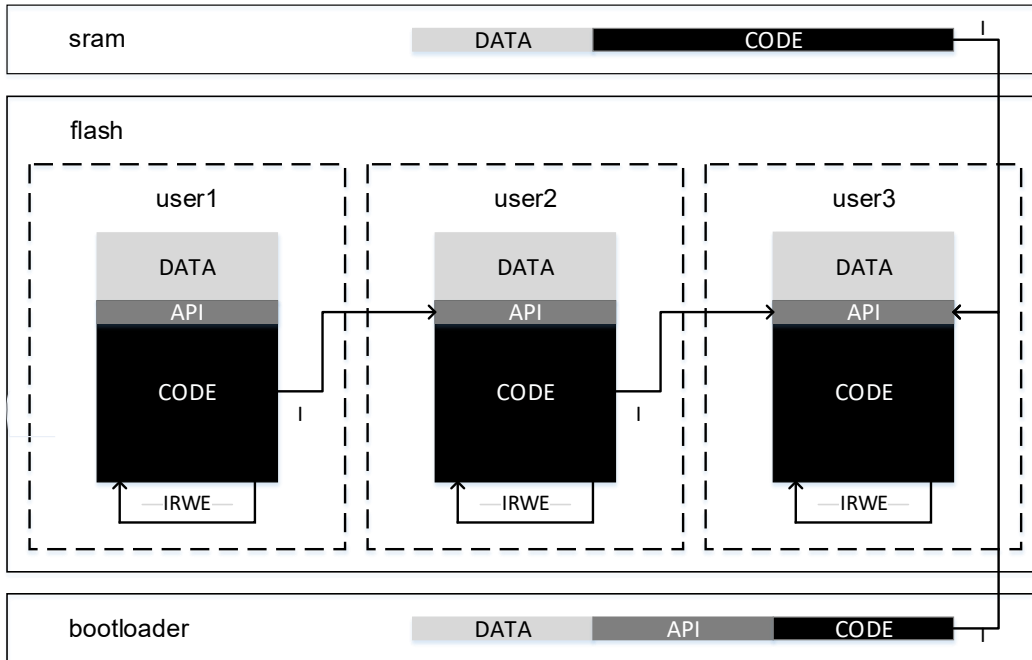 sram
DATA
CODE
I
flash
user1
user2
user3
DATA
DATA
DATA
API
API
API
CODE
CODE
CODE
I
I
IRWE
IRWE
IRWE
bootloader
DATA
API
CODE
I